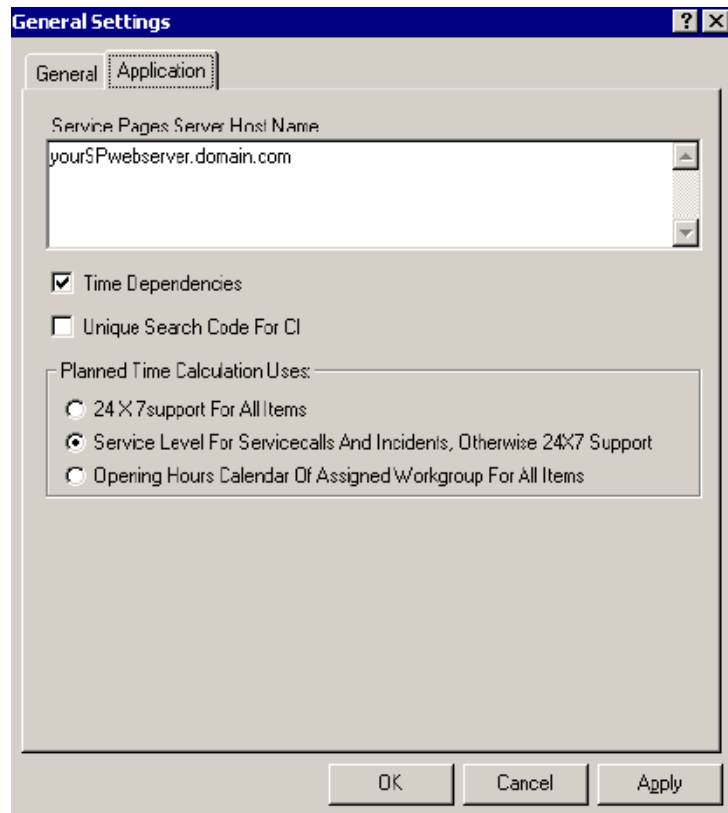 General Settings
General Application
Service Pages Server Host Name
yourSPwebserver.domain.com
Time Dependencies
Unique Search Code For CI
Planned Time Calculation Uses:
24 X 7support For All Items
Service Level For Servicecalls And Incidents, Otherwise 24X7 Support
Opening Hours Calendar Of Assigned Workgroup For All Items
OK Cancel Apply